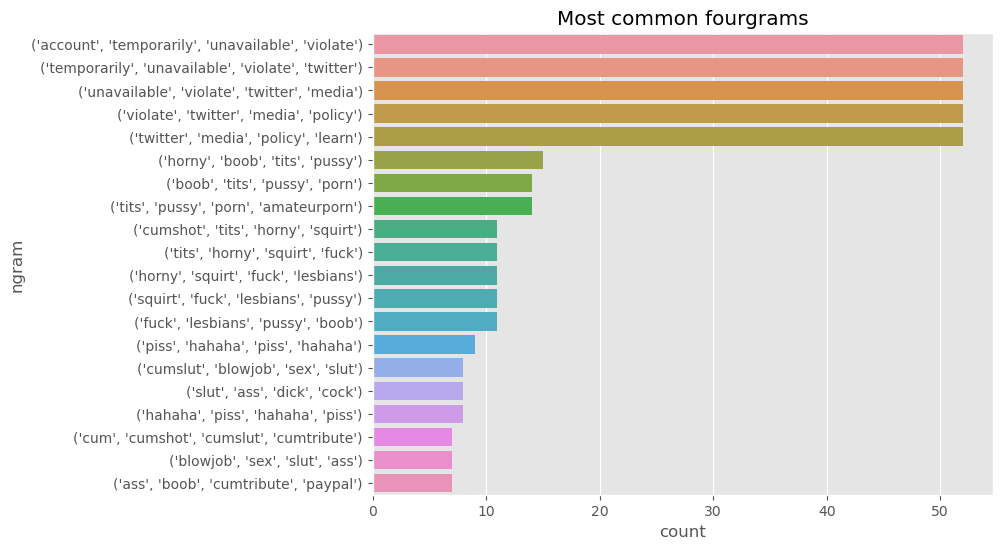 Most common fourgrams
('account', 'temporarily', 'unavailable', 'violate')
('temporarily', 'unavailable', 'violate', 'twitter')
('unavailable', 'violate', 'twitter', 'media')
('violate', 'twitter', 'media', 'policy')
('twitter', 'media', 'policy', 'learn')
('horny', 'boob', 'tits', 'pussy')
('boob', 'tits', 'pussy', 'porn')
('tits', 'pussy', 'porn', 'amateurporn')
('cumshot', 'tits', 'horny', 'squirt')
('tits', 'horny', 'squirt', 'fuck')
('horny', 'squirt', 'fuck', 'lesbians')
('squirt', 'fuck', 'lesbians', 'pussy')
('fuck', 'lesbians', 'pussy', 'boob')
('piss', 'hahaha', 'piss', 'hahaha')
('cumslut', 'blowjob', 'sex', 'slut')
('slut', 'ass', 'dick', 'cock')
('hahaha', 'piss', 'hahaha', 'piss')
('cum', 'cumshot', 'cumslut', 'cumtribute')
('blowjob', 'sex', 'slut', 'ass')
('ass', 'boob', 'cumtribute', 'paypal')
ngram
0 10 20 30 40 50
count